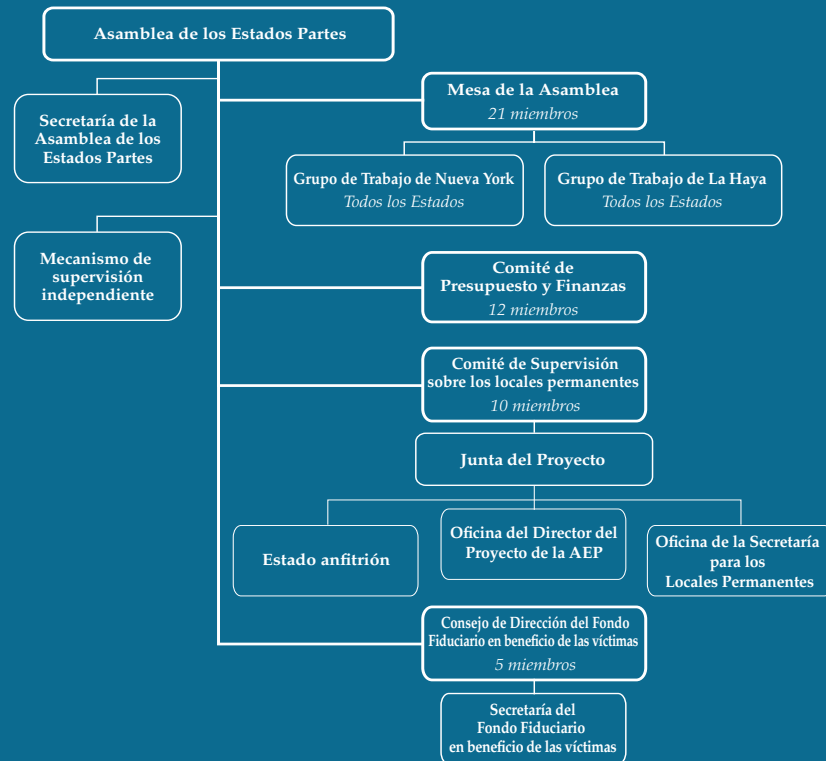 Asamblea de los Estados Partes
Secretaría de la
Asamblea de los
Estados Partes
Mesa de la Asamblea
21 miembros
Grupo de Trabajo de Nueva York
Todos los Estados
Grupo de Trabajo de La Haya
Todos los Estados
Mecanismo de
supervisión
independiente
Comité de
Presupuesto y Finanzas
12 miembros
Comité de Supervisión
sobre los locales permanentes
10 miembros
Junta del Proyecto
Estado anfitrión
Oficina del Director del
Proyecto de la AEP
Oficina de la Secretaría
para los
Locales Permanentes
Consejo de Dirección del Fondo
Fiduciario en beneficio de las víctimas
5 miembros
Secretaría del
Fondo Fiduciario
en beneficio de las víctimas